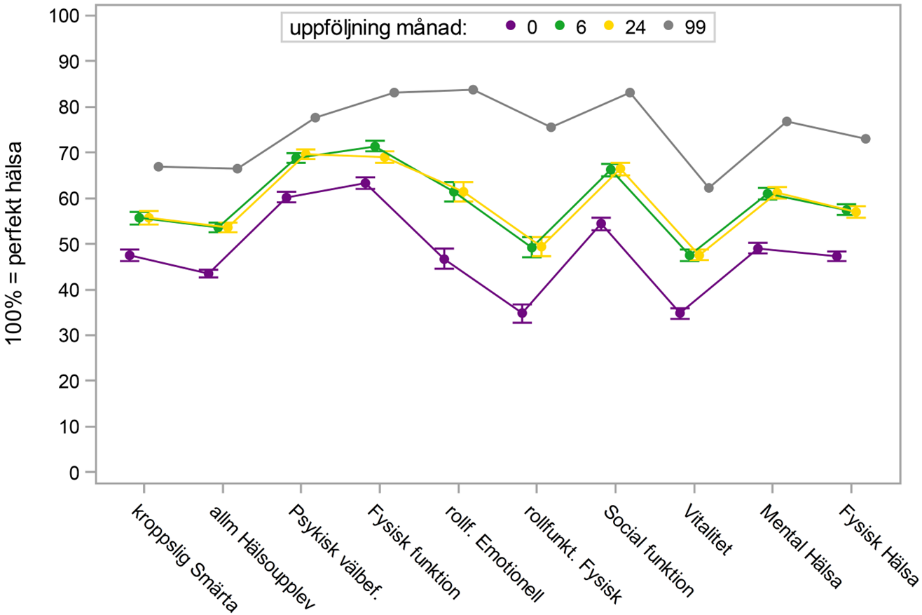 uppföljning månad: 0 6 24 99
100% = perfekt hälsa
100
90
80
70
60
50
40
30
20
10
0
kroppslig Smärta
allm Hälsoupplev
Psykisk välbef.
Fysisk funktion
rollf. Emotionell
rollfunkt. Fysisk
Social funktion
Vitalitet
Mental Hälsa
Fysisk Hälsa